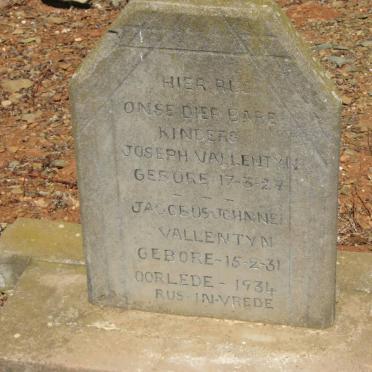 HIER RUS
ONSE DIER BARE
KINDERS
JOSEPH VALLENTYN
GEBORE 17-3-27
JACOBUS JOHNNEI
VALLENTYN
GEBORE-15-2-31
OORLEDE-1934
RUS-IN-VREDE